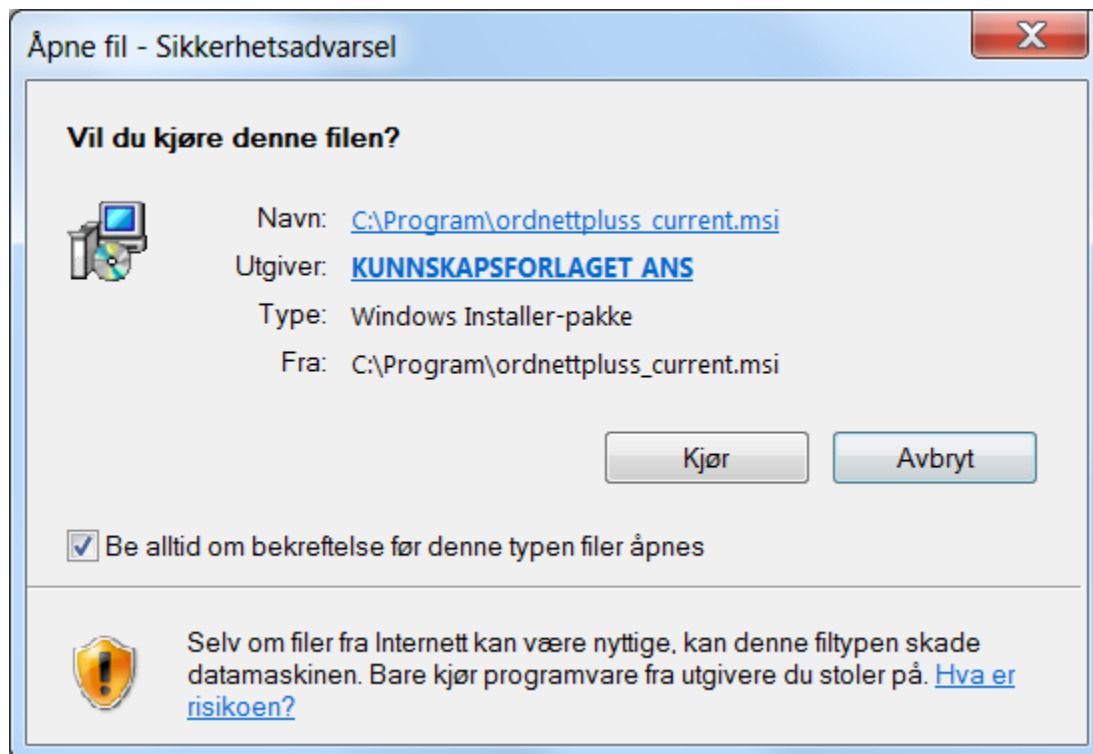 Åpne fil - Sikkerhetsadvarsel
Vil du kjøre denne filen?
Navn: C:\Program\ordnettpluss_current.msi
Utgiver: KUNNSKAPSFORLAGET ANS
Type: Windows Installer-pakke
Fra: C:\Program\ordnettpluss_current.msi
Kjør Avbryt
Be alltid om bekreftelse før denne typen filer åpnes
Selv om filer fra Internett kan være nyttige, kan denne filtypen skade
datamaskinen. Bare kjør programvare fra utgivere du stoler på. Hva er
risikoen?